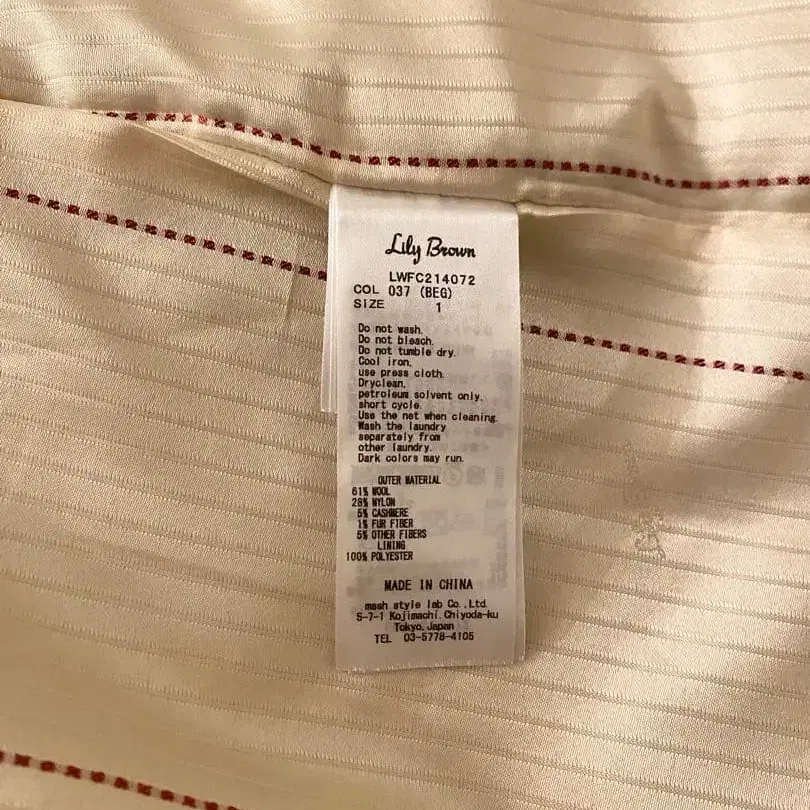 Lily Brown
LWFC214072
COL 037 (BEG)
SIZE 1
Do not wash.
Do not bleach.
Do not tumble dry.
Cool iron,
use press cloth.
Dryclean,
petroleum solvent only,
short cycle.
Use the net when cleaning.
Wash the laundry
separately from
other laundry.
Dark colors may run.
OUTER MATERIAL
61% WOOL
28% NYLON
5% CASHMERE
1% FUR FIBER
5% OTHER FIBERS
LINING
100% POLYESTER
MADE IN CHINA
mash style lab Co.,Ltd.
5-7-1 Kojimachi,Chiyoda-ku
Tokyo,Japan
TEL 03-5778-4105